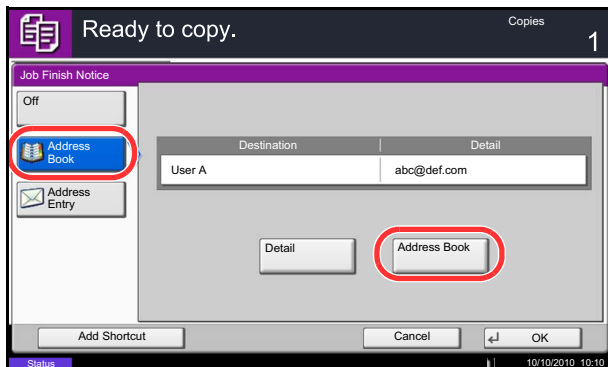 Ready to copy.
Copies
1
Job Finish Notice
Off
Address
Book
Address
Entry
Destination Detail
User A abc@def.com
Detail
Address Book
Add Shortcut
Cancel
OK
Status
10/10/2010 10:10